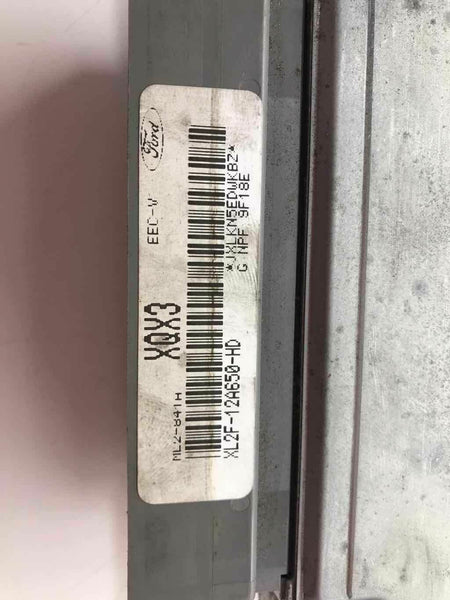 Ford
EEC-V
XQX3
ML2-841H
*JXLKN5EDWKBZ*
G NPF 9F18E
XL2F-12A650-HD